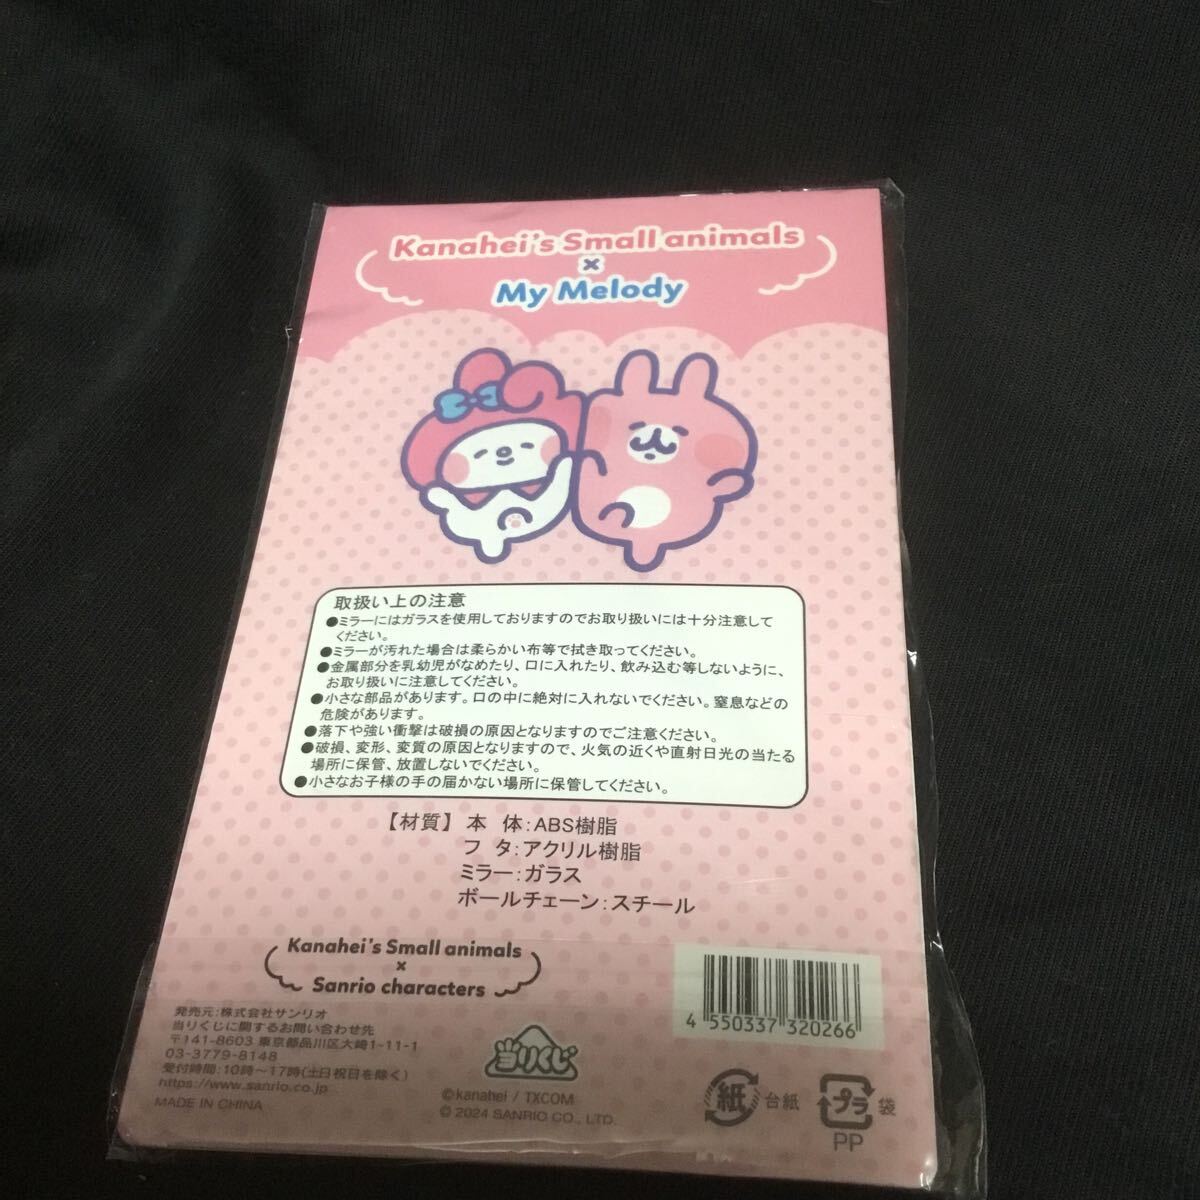 Kanahei's Small animals
×
My Melody
取扱い上の注意
●ミラーにはガラスを使用しておりますのでお取り扱いには十分注意して
ください。
●ミラーが汚れた場合は柔らかい布等で拭き取ってください。
●金属部分を乳幼児がなめたり、口に入れたり、飲み込む等しないように、
お取り扱いに注意してください。
●小さな部品があります。口の中に絶対に入れないでください。窒息などの
危険があります。
●落下や強い衝撃は破損の原因となりますのでご注意ください。
●破損、変形、変質の原因となりますので、火気の近くや直射日光の当たる
場所に保管、放置しないでください。
●小さなお子様の手の届かない場所に保管してください。
【材質】本 体:ABS樹脂
フ タ:アクリル樹脂
ミラー:ガラス
ボールチェーン:スチール
Kanahei's Small animals
×
Sanrio characters
発売元:株式会社サンリオ
当りくじに関するお問い合わせ先
〒141-8603 東京都品川区大崎1-11-1
03-3779-8148
受付時間:10時～17時(土日祝日を除く)
https://www.sanrio.co.jp
MADE IN CHINA
当りくじ
©kanahei / TXCOM
© 2024 SANRIO CO., LTD.
4 550337 320266
紙 台紙
プラ 袋
PP